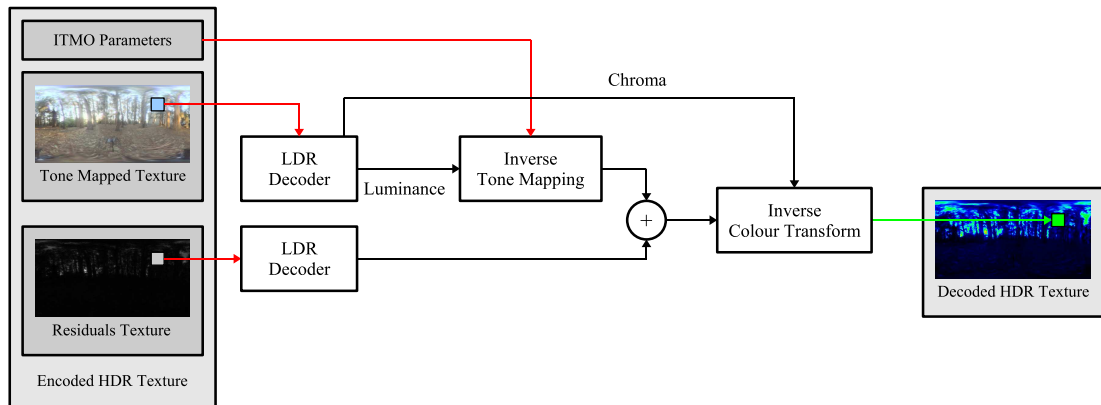 ITMO Parameters
Chroma
Tone Mapped Texture
LDR
Decoder
Luminance
Inverse
Tone Mapping
+
Inverse
Colour Transform
LDR
Decoder
Residuals Texture
Decoded HDR Texture
Encoded HDR Texture